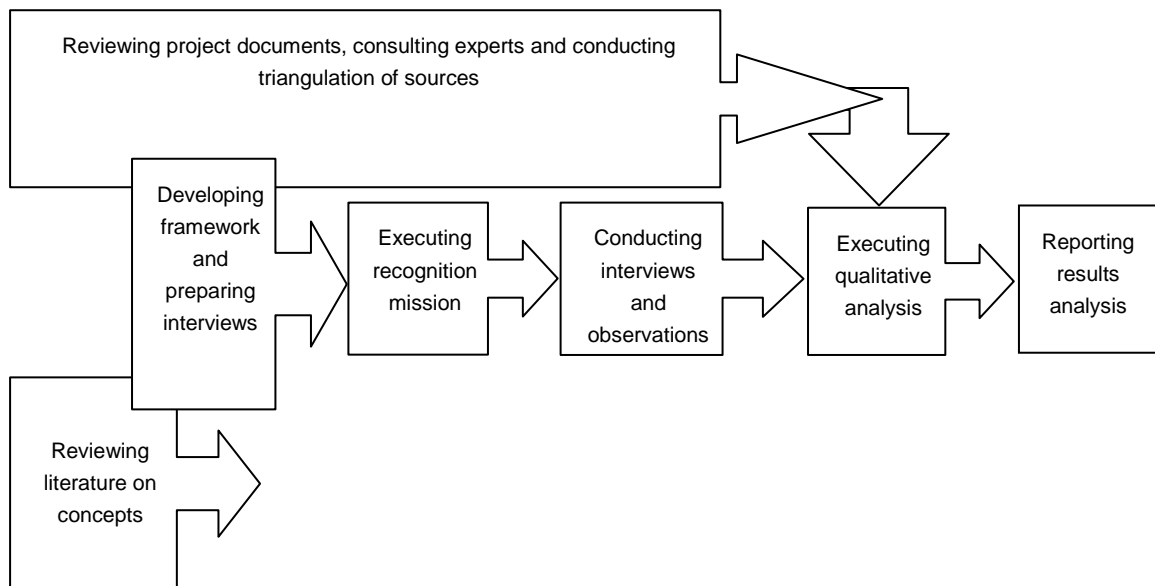 Reviewing project documents, consulting experts and conducting
triangulation of sources
Developing
framework
and
preparing
interviews
Executing
recognition
mission
Conducting
interviews
and
observations
Executing
qualitative
analysis
Reporting
results
analysis
Reviewing
literature on
concepts